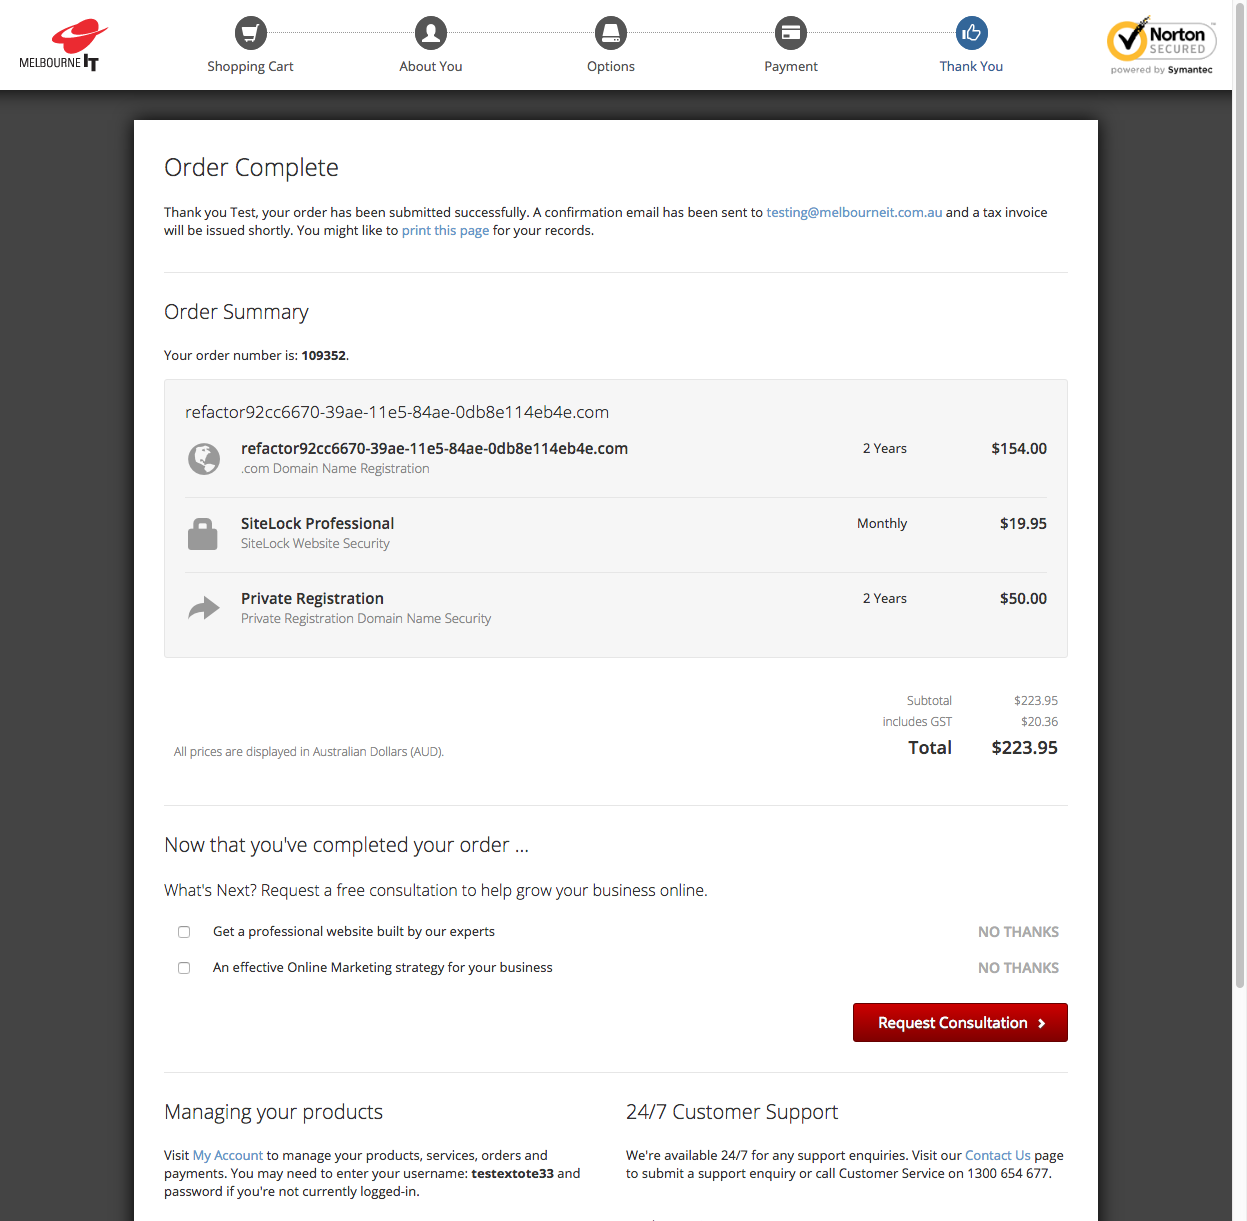 MELBOURNE IT
Shopping Cart
About You
Options
Payment
Thank You
Norton
SECURED
powered by Symantec
Order Complete
Thank you Test, your order has been submitted successfully. A confirmation email has been sent to testing@melbourneit.com.au and a tax invoice
will be issued shortly. You might like to print this page for your records.
Order Summary
Your order number is: 109352.
refactor92cc6670-39ae-11e5-84ae-0db8e114eb4e.com
refactor92cc6670-39ae-11e5-84ae-0db8e114eb4e.com 2 Years $154.00
.com Domain Name Registration
SiteLock Professional Monthly $19.95
SiteLock Website Security
Private Registration 2 Years $50.00
Private Registration Domain Name Security
Subtotal $223.95
includes GST $20.36
Total $223.95
All prices are displayed in Australian Dollars (AUD).
Now that you've completed your order ...
What's Next? Request a free consultation to help grow your business online.
Get a professional website built by our experts NO THANKS
An effective Online Marketing strategy for your business NO THANKS
Request Consultation
Managing your products
Visit My Account to manage your products, services, orders and
payments. You may need to enter your username: testextote33 and
password if you're not currently logged-in.
24/7 Customer Support
We're available 24/7 for any support enquiries. Visit our Contact Us page
to submit a support enquiry or call Customer Service on 1300 654 677.